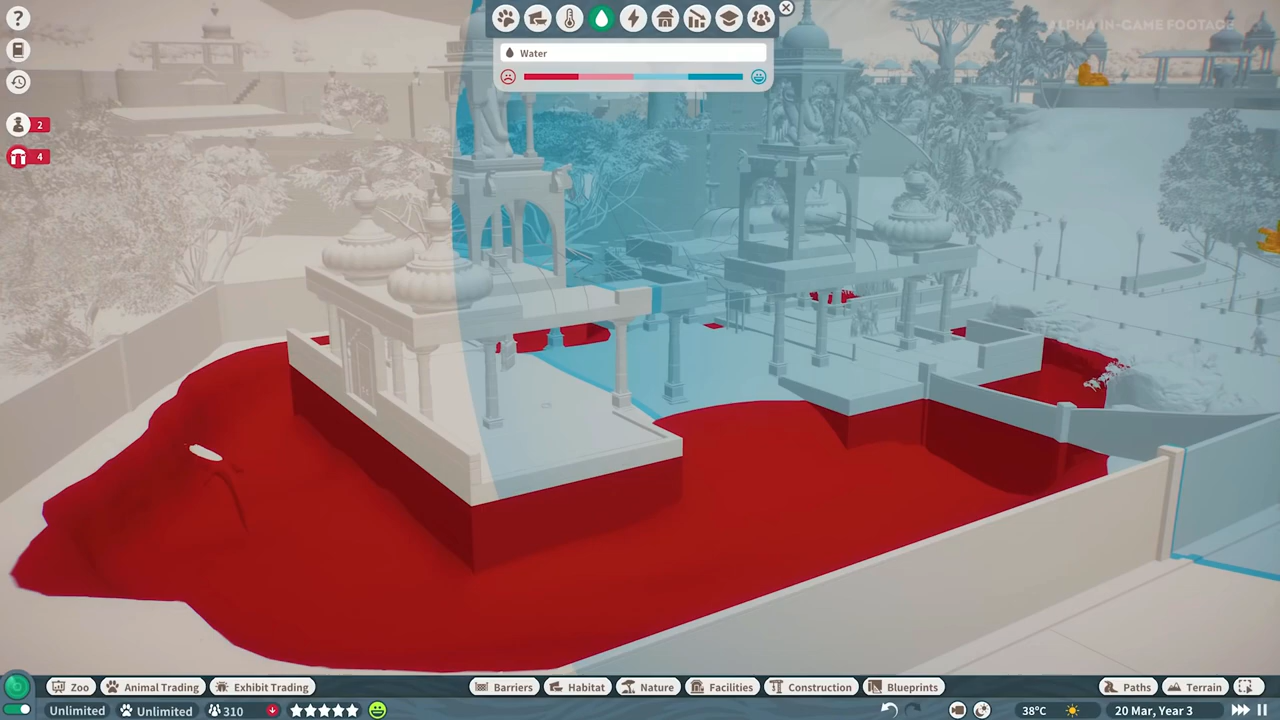 ALPHA IN-GAME FOOTAGE
Water
2
4
Zoo
Animal Trading
Exhibit Trading
Barriers
Habitat
Nature
Facilities
Construction
Blueprints
Paths
Terrain
Unlimited
Unlimited
310
38°C
20 Mar, Year 3